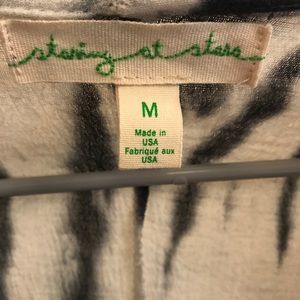 staring at stars
M
Made in
USA
Fabriqué aux
USA